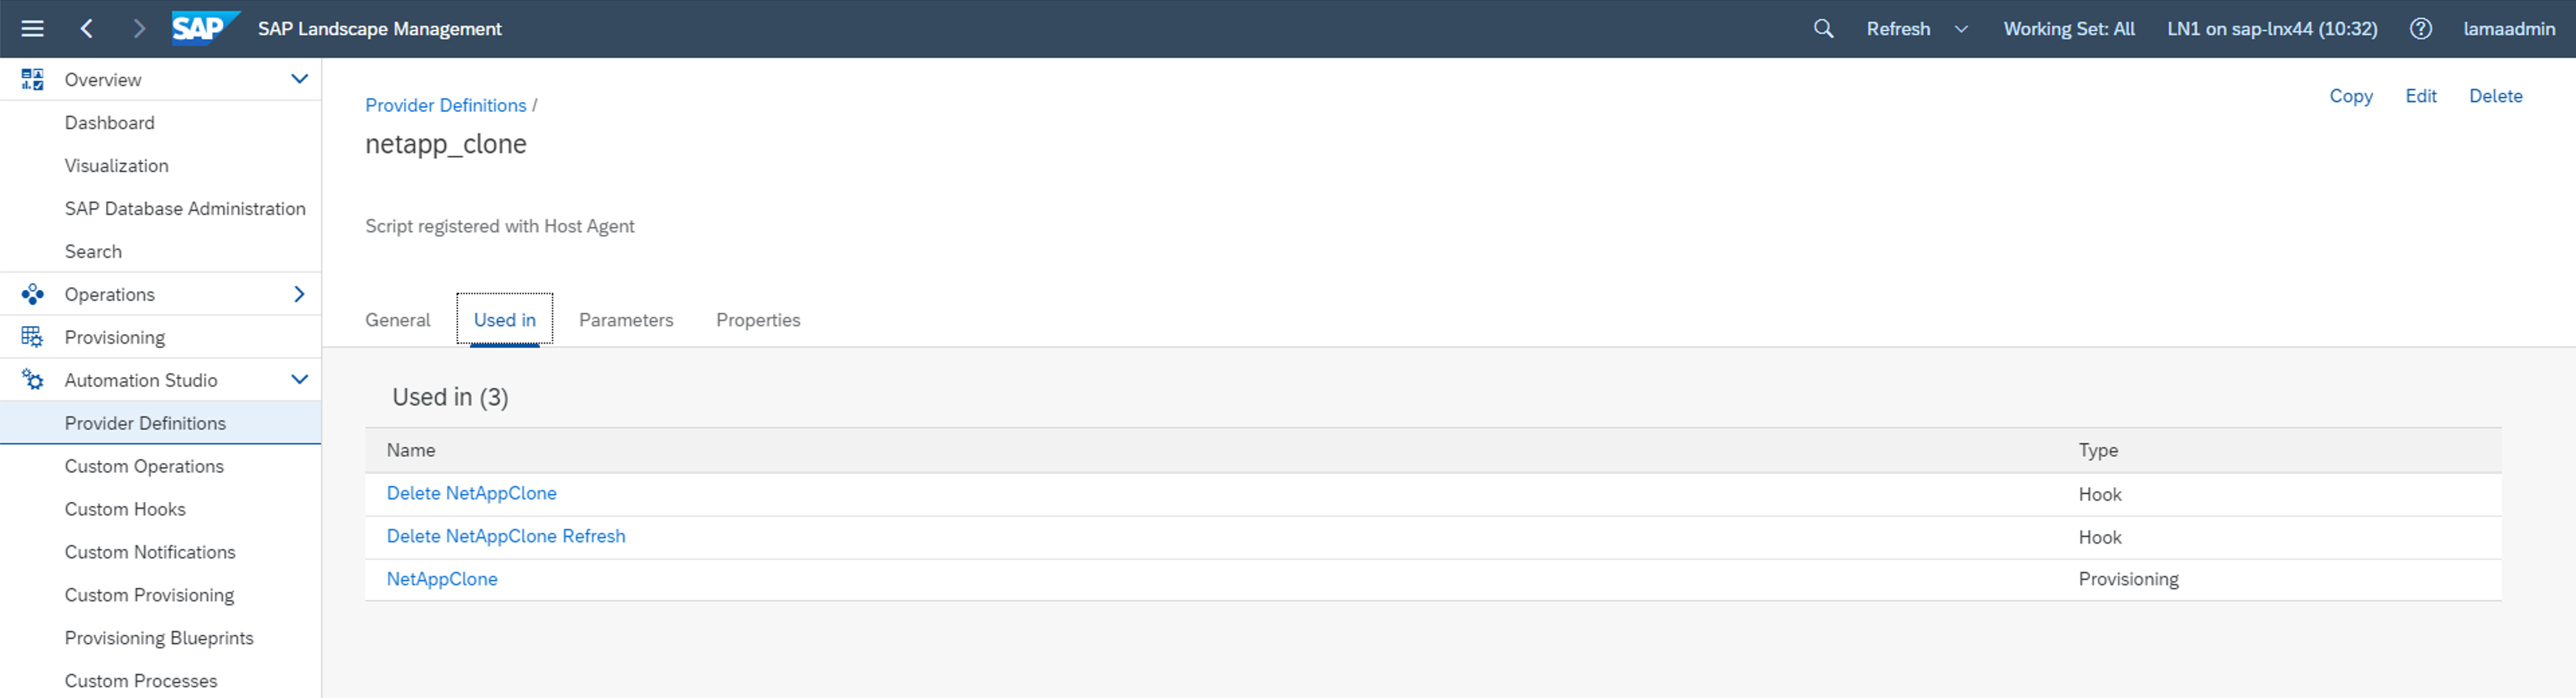 SAP SAP Landscape Management Refresh Working Set: All LN1 on sap-lnx44 (10:32) lamaadmin
Overview
Dashboard
Visualization
SAP Database Administration
Search
Operations
Provisioning
Automation Studio
Provider Definitions
Custom Operations
Custom Hooks
Custom Notifications
Custom Provisioning
Provisioning Blueprints
Custom Processes
Provider Definitions /
Copy Edit Delete
netapp_clone
Script registered with Host Agent
General Used in Parameters Properties
Used in (3)
Name Type
Delete NetAppClone Hook
Delete NetAppClone Refresh Hook
NetAppClone Provisioning